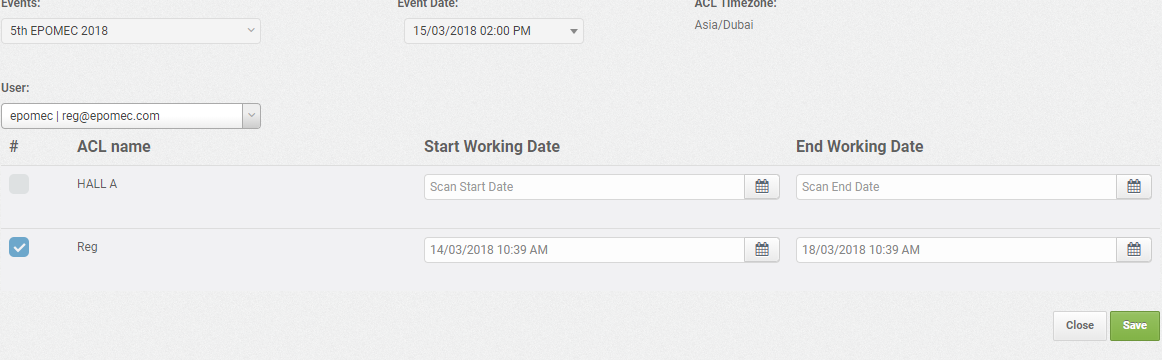 Events:
Event Date:
ACL Timezone:
5th EPOMEC 2018
15/03/2018 02:00 PM
Asia/Dubai
User:
epomec | reg@epomec.com
# ACL name Start Working Date End Working Date
HALL A Scan Start Date Scan End Date
Reg 14/03/2018 10:39 AM 18/03/2018 10:39 AM
Close Save